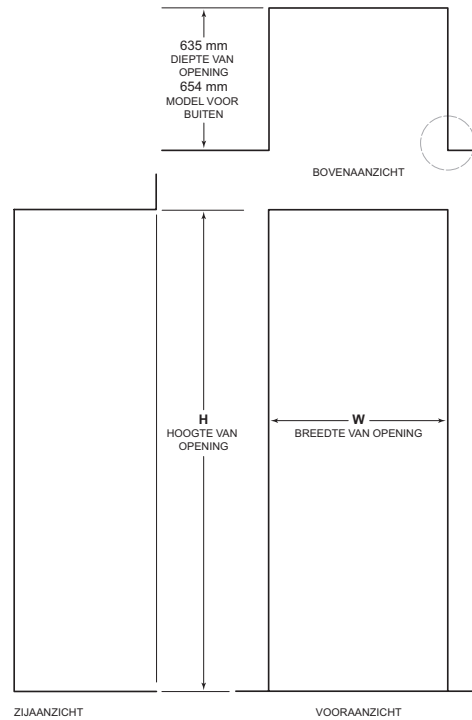 635 mm
DIEPTE VAN
OPENING
654 mm
MODEL VOOR
BUITEN
BOVENAANZICHT
H
HOOGTE VAN
OPENING
W
BREEDTE VAN OPENING
ZIJAANZICHT
VOORAANZICHT